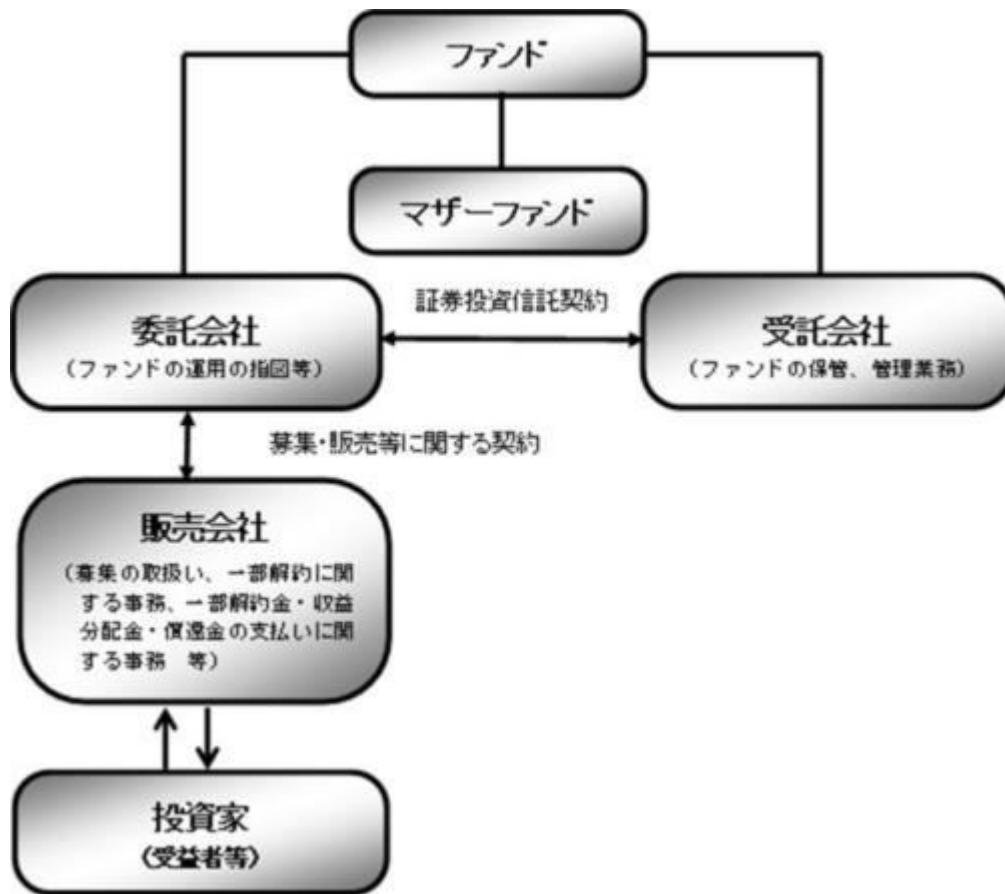 ファンド
マザーファンド
証券投資信託契約
委託会社
(ファンドの運用の指図等)
受託会社
(ファンドの保管、管理業務)
募集・販売等に関する契約
販売会社
(募集の取扱い、一部解約に関
する事務、一部解約金・収益
分配金・償還金の支払いに関
する事務 等)
投資家
(受益者等)